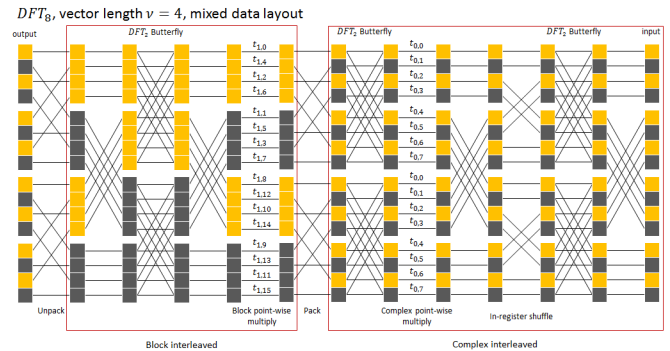 DFT₈, vector length ν = 4, mixed data layout
output
DFT₂ Butterfly
DFT₂ Butterfly
DFT₂ Butterfly
input
t₁,₀
t₁,₄
t₁,₂
t₁,₆
t₁,₁
t₁,₅
t₁,₃
t₁,₇
t₁,₈
t₁,₁₂
t₁,₁₀
t₁,₁₄
t₁,₉
t₁,₁₃
t₁,₁₁
t₁,₁₅
t₀,₀
t₀,₁
t₀,₂
t₀,₃
t₀,₄
t₀,₅
t₀,₆
t₀,₇
t₀,₀
t₀,₁
t₀,₂
t₀,₃
t₀,₄
t₀,₅
t₀,₆
t₀,₇
Unpack
Block point-wise
multiply
Pack
Complex point-wise
multiply
In-register shuffle
Block interleaved
Complex interleaved